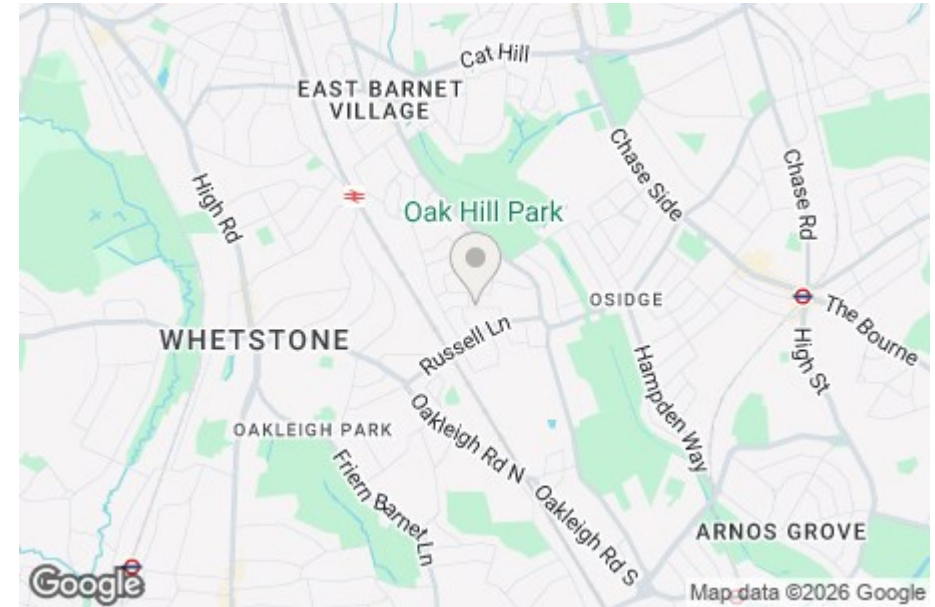 Cat Hill
EAST BARNET
VILLAGE
Chase Side
Chase Rd
High Rd
Oak Hill Park
OSIDGE
The Bourne
WHETSTONE
Russell Ln
High St
Hampden Way
OAKLEIGH PARK
Oakleigh Rd N
Friern Barnet Ln
Oakleigh Rd S
ARNOS GROVE
Google
Map data ©2026 Google